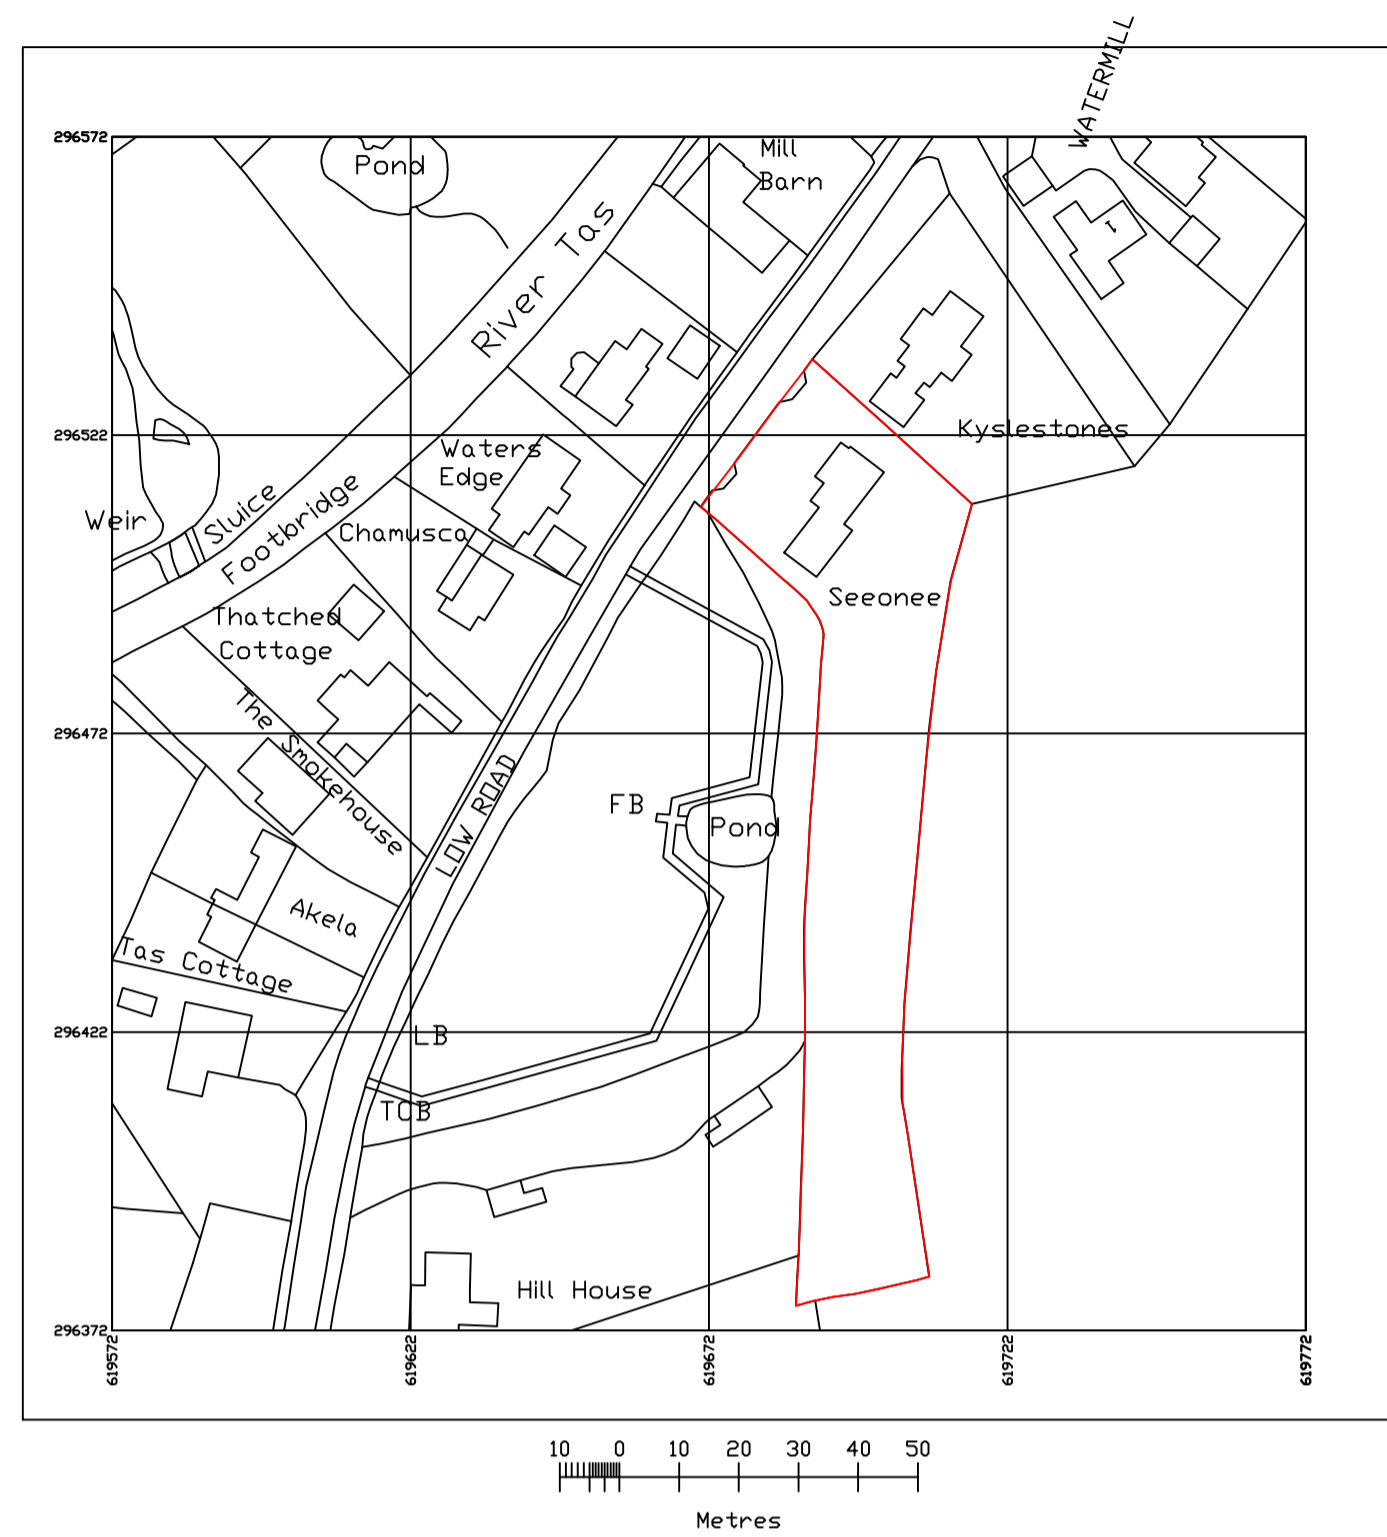 WATERMILL
296572
Pond
Mill
Barn
River Tas
1
296522
Kyslestones
Waters
Edge
Weir
Sluice
Footbridge
Chamusca
Seeonee
Thatched
Cottage
The Smokehouse
296472
LOW ROAD
FB
Pond
Akela
Tas Cottage
296422
LB
TCB
Hill House
296372
619572
619622
619672
619722
619772
10 0 10 20 30 40 50
Metres